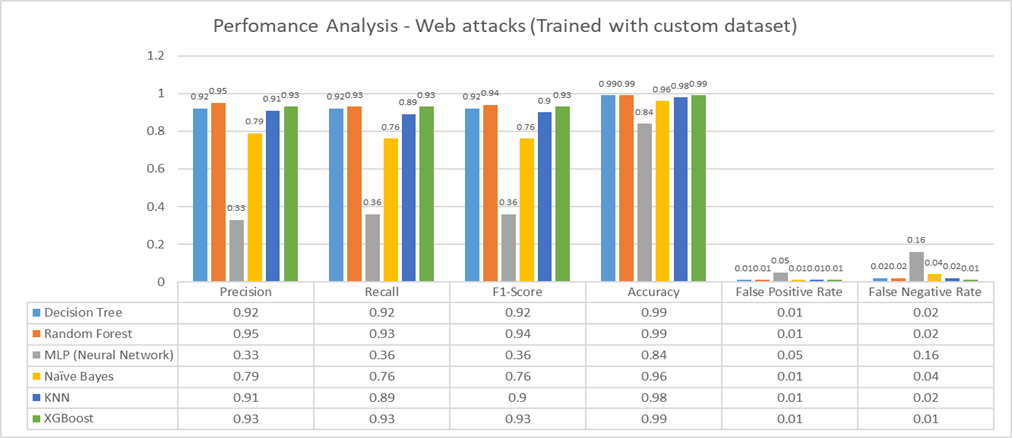 Perfomance Analysis - Web attacks (Trained with custom dataset)
1.2
1
0.8
0.6
0.4
0.2
0
0.92 0.95 0.33 0.79 0.91 0.93
0.92 0.93 0.36 0.76 0.89 0.93
0.92 0.94 0.36 0.76 0.9 0.93
0.99 0.99 0.84 0.96 0.98 0.99
0.01 0.01 0.05 0.01 0.01 0.01
0.02 0.02 0.16 0.04 0.02 0.01
Precision Recall F1-Score Accuracy False Positive Rate False Negative Rate
Decision Tree 0.92 0.92 0.92 0.99 0.01 0.02
Random Forest 0.95 0.93 0.94 0.99 0.01 0.02
MLP (Neural Network) 0.33 0.36 0.36 0.84 0.05 0.16
Naïve Bayes 0.79 0.76 0.76 0.96 0.01 0.04
KNN 0.91 0.89 0.9 0.98 0.01 0.02
XGBoost 0.93 0.93 0.93 0.99 0.01 0.01